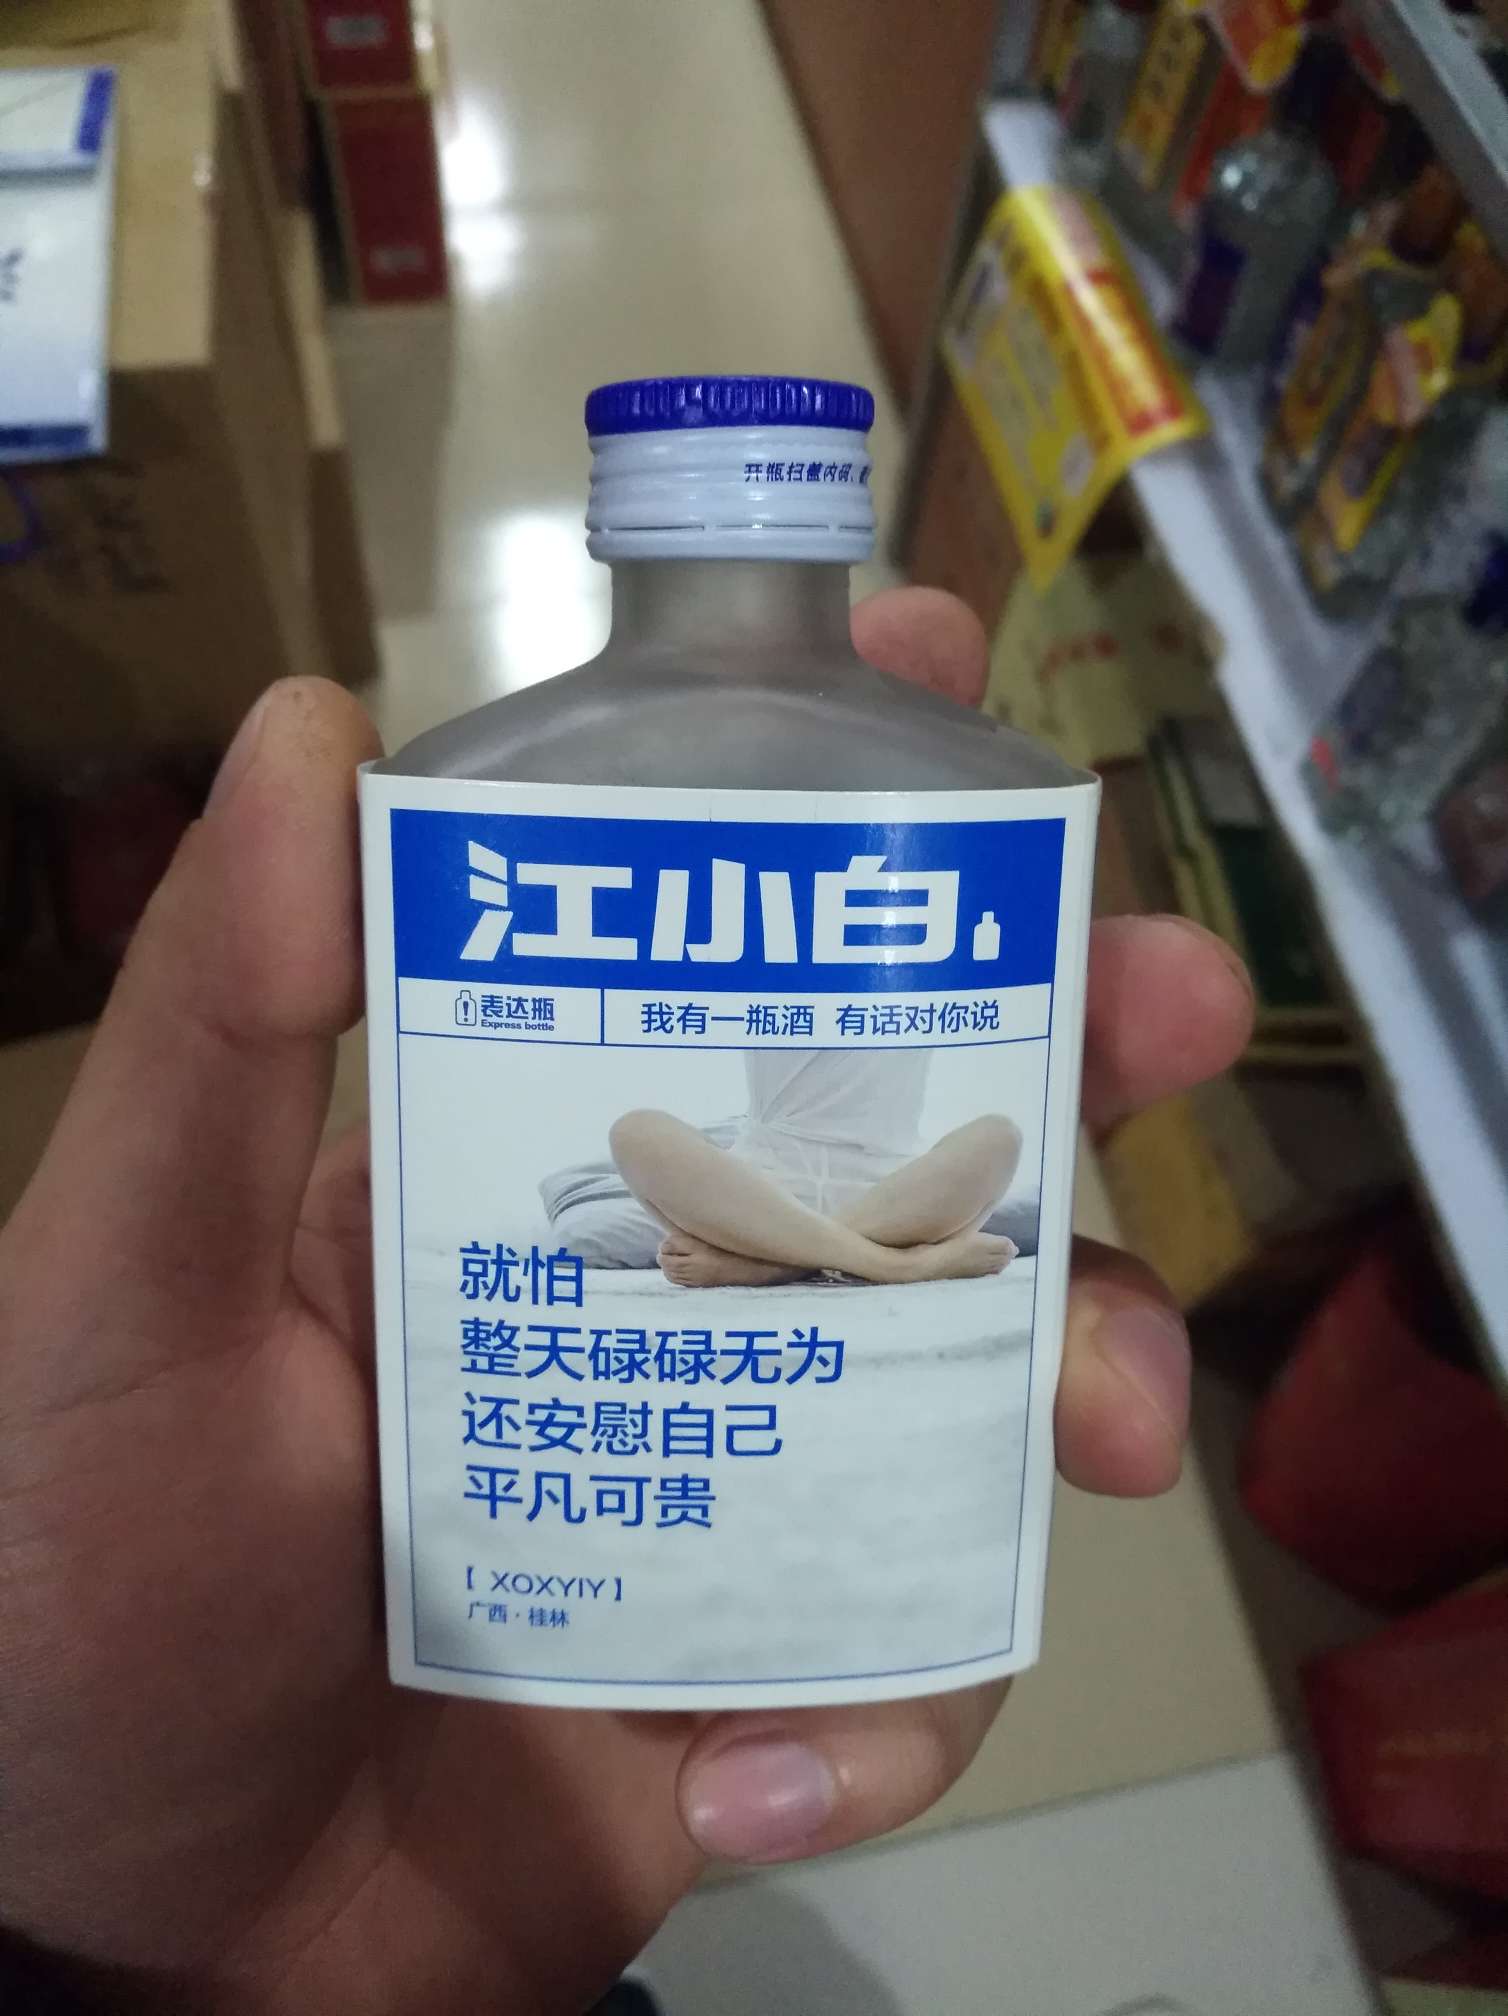 开瓶扫盖内码、
江小白
表达瓶
Express bottle
我有一瓶酒 有话对你说
就怕
整天碌碌无为
还安慰自己
平凡可贵
【 XOXYIY 】
广西·桂林